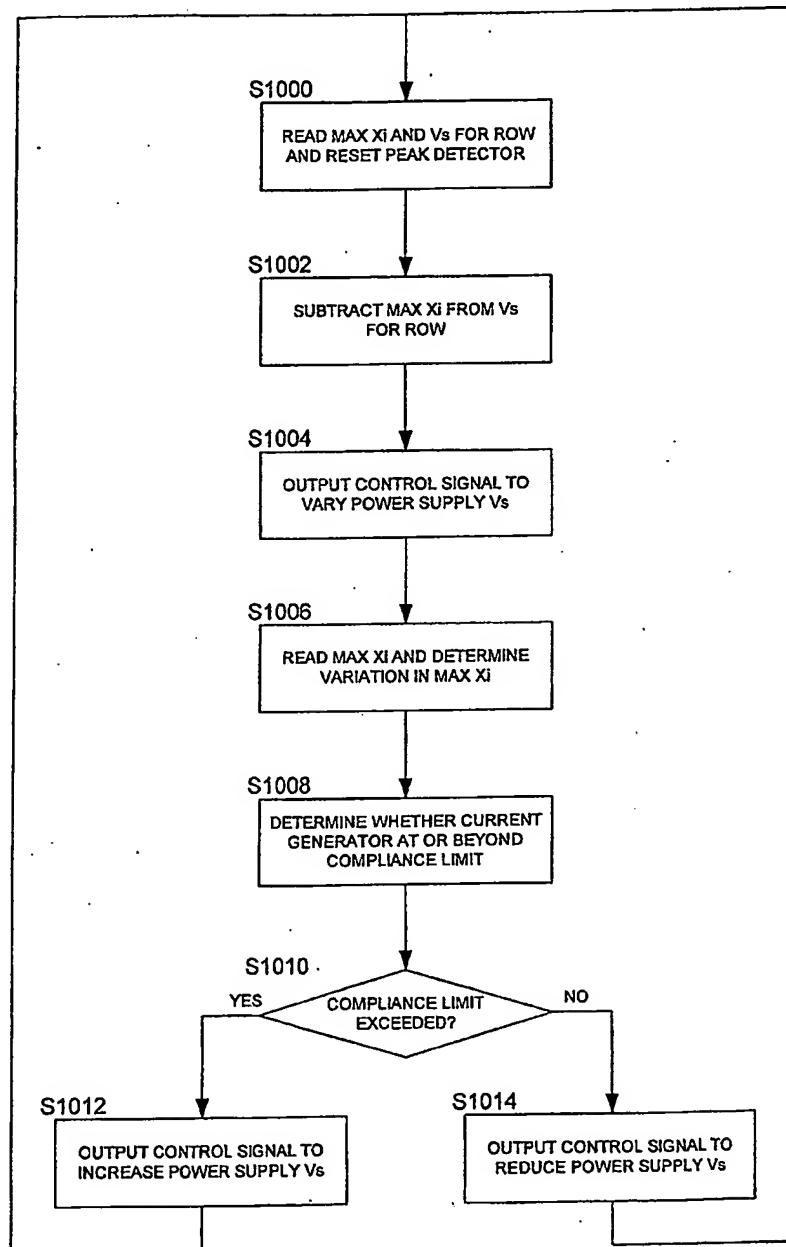 S1000
READ MAX Xi AND Vs FOR ROW
AND RESET PEAK DETECTOR
S1002
SUBTRACT MAX Xi FROM Vs
FOR ROW
S1004
OUTPUT CONTROL SIGNAL TO
VARY POWER SUPPLY Vs
S1006
READ MAX Xi AND DETERMINE
VARIATION IN MAX Xi
S1008
DETERMINE WHETHER CURRENT
GENERATOR AT OR BEYOND
COMPLIANCE LIMIT
S1010
YES
COMPLIANCE LIMIT
EXCEEDED?
NO
S1012
OUTPUT CONTROL SIGNAL TO
INCREASE POWER SUPPLY Vs
S1014
OUTPUT CONTROL SIGNAL TO
REDUCE POWER SUPPLY Vs